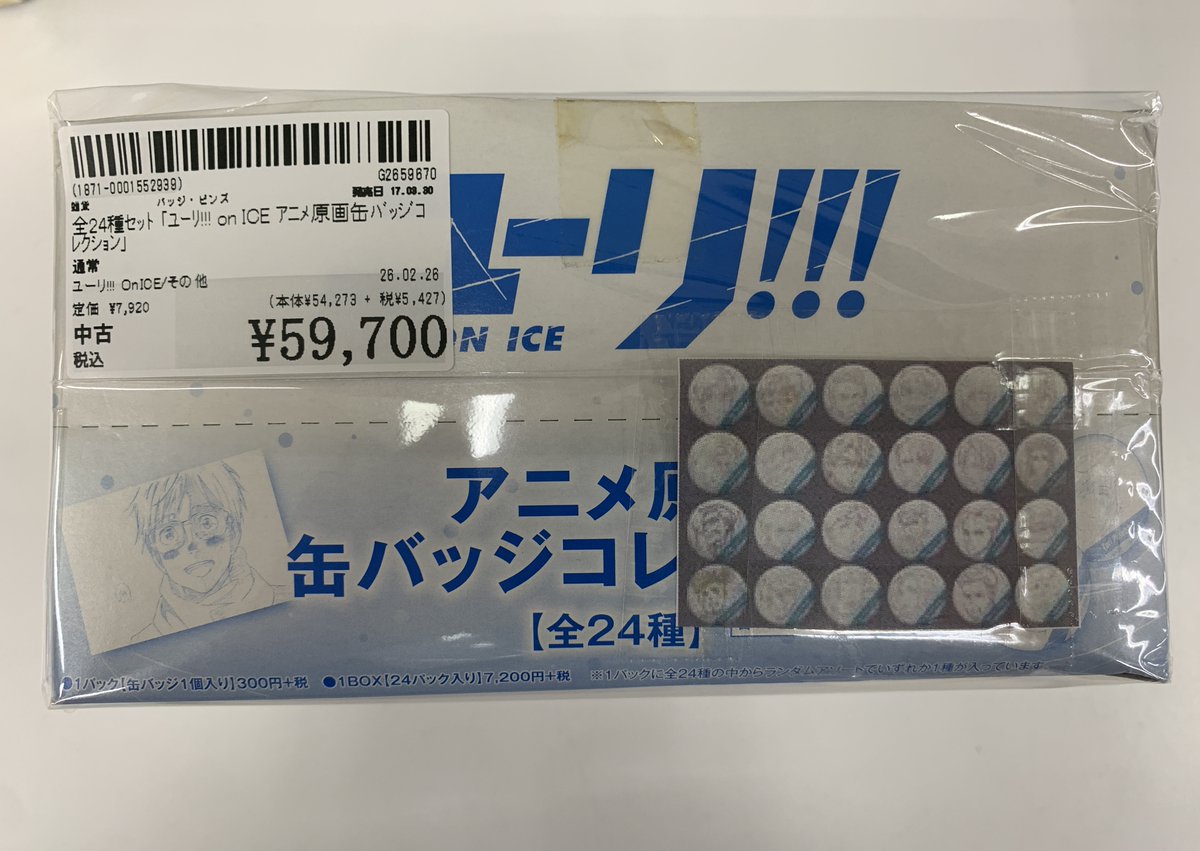 (1871-0001552939)
G2659670
発売日 17.03.30
雑貨
バッジ・ピンズ
全24種セット「ユーリ!!! on ICE アニメ原画缶バッジコ
レクション」
通常
ユーリ!!! OnICE/その他
26.02.26
定価 ¥7,920
(本体¥54,273 + 税¥5,427)
中古
税込
¥59,700
ユーリ!!!
ON ICE
アニメ原
缶バッジコレ
【全24種】
●1パック【缶バッジ1個入り】300円+税 ●1BOX【24パック入り】7,200円+税 ※1パックに全24種の中からランダムアソートでいずれか1種が入っています